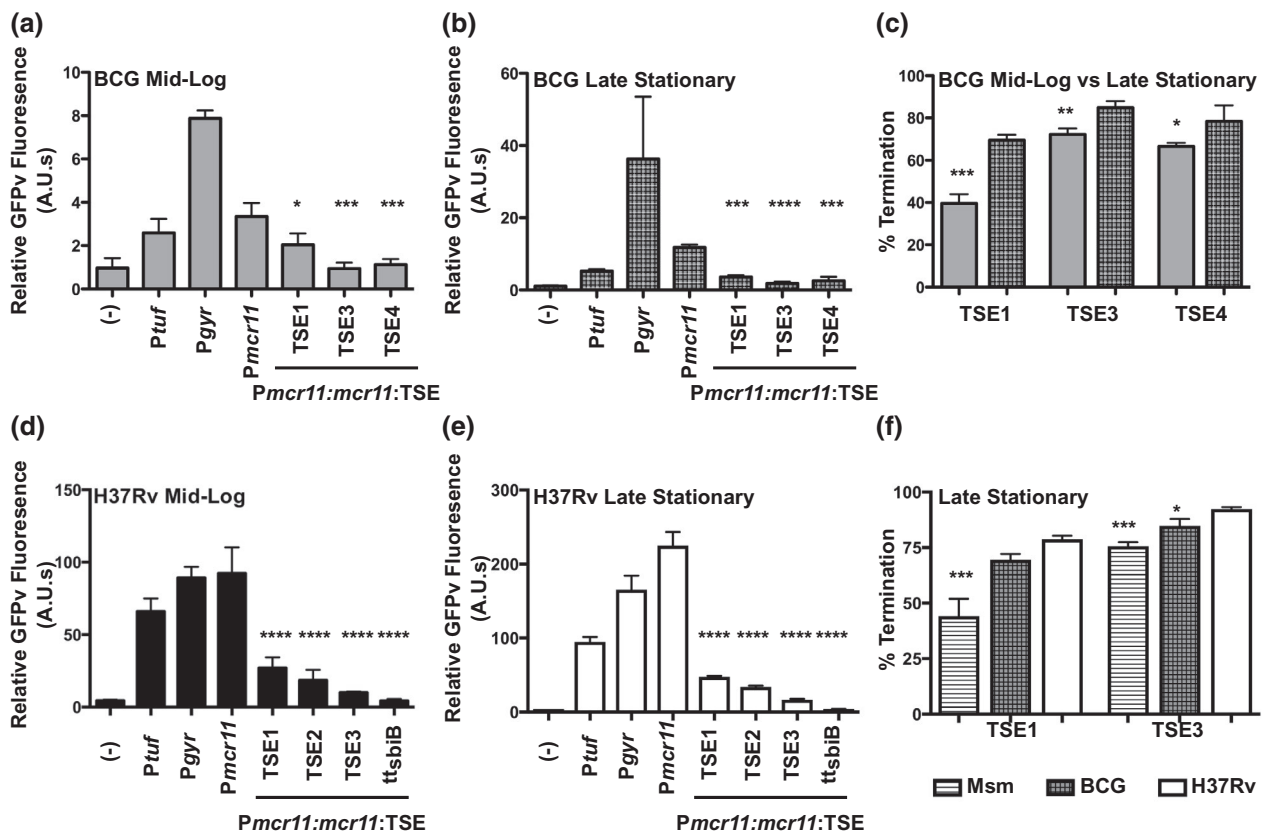 (a)
BCG Mid-Log
Relative GFPv Fluoresence
(A.U.s)
10
8
6
4
2
0
* *** ***
(-) Ptuf Pgyr Pmcr11 TSE1 TSE3 TSE4
Pmcr11:mcr11:TSE
(b)
BCG Late Stationary
Relative GFPv Fluoresence
(A.U.s)
60
40
20
0
*** **** ***
(-) Ptuf Pgyr Pmcr11 TSE1 TSE3 TSE4
Pmcr11:mcr11:TSE
(c)
BCG Mid-Log vs Late Stationary
% Termination
100
80
60
40
20
0
*** ** *
TSE1 TSE3 TSE4
(d)
H37Rv Mid-Log
Relative GFPv Fluoresence
(A.U.s)
150
100
50
0
**** **** **** ****
(-) Ptuf Pgyr Pmcr11 TSE1 TSE2 TSE3 ttsbiB
Pmcr11:mcr11:TSE
(e)
H37Rv Late Stationary
Relative GFPv Fluoresence
(A.U.s)
300
200
100
0
**** **** **** ****
(-) Ptuf Pgyr Pmcr11 TSE1 TSE2 TSE3 ttsbiB
Pmcr11:mcr11:TSE
(f)
Late Stationary
% Termination
100
75
50
25
0
*** *** *
TSE1 TSE3
Msm BCG H37Rv